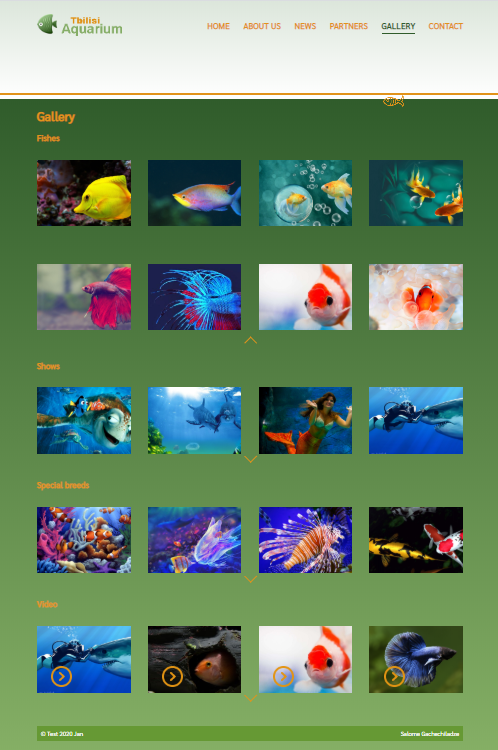 Tbilisi
Aquarium
HOME ABOUT US NEWS PARTNERS GALLERY CONTACT
Gallery
Fishes
Shows
Special breeds
Video
© Test 2020 Jan Salome Gachechiladze